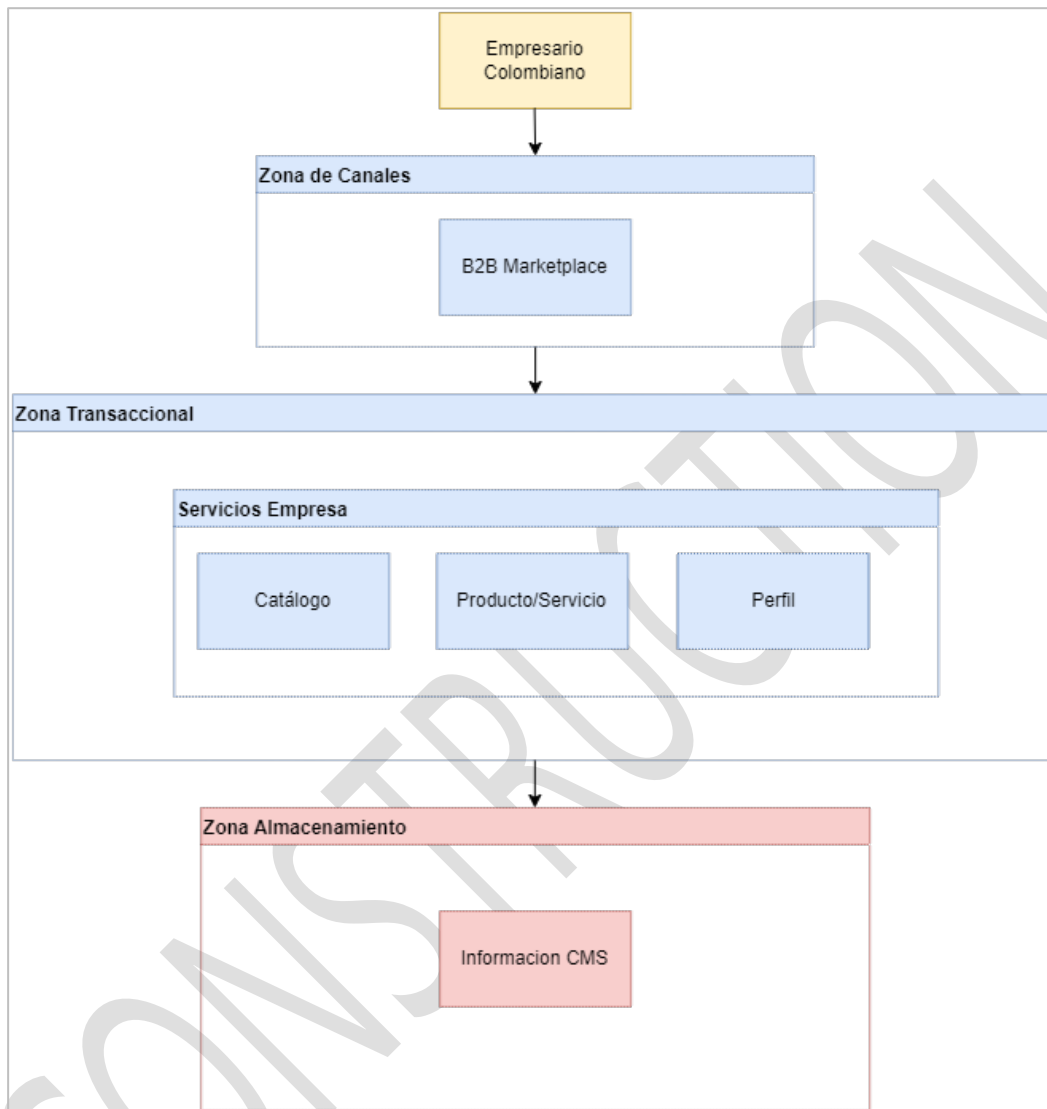 Empresario
Colombiano
Zona de Canales
B2B Marketplace
Zona Transaccional
Servicios Empresa
Catálogo
Producto/Servicio
Perfil
Zona Almacenamiento
Informacion CMS
ONSTRUCTION